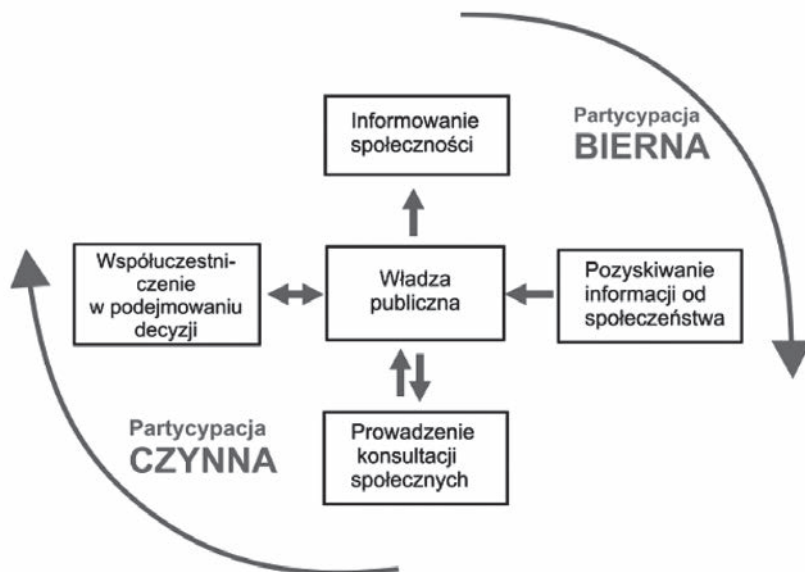 Informowanie
społeczności
Partycypacja
BIERNA
Współuczestni-
czenie
w podejmowaniu
decyzji
Władza
publiczna
Pozyskiwanie
informacji od
społeczeństwa
Partycypacja
CZYNNA
Prowadzenie
konsultacji
społecznych